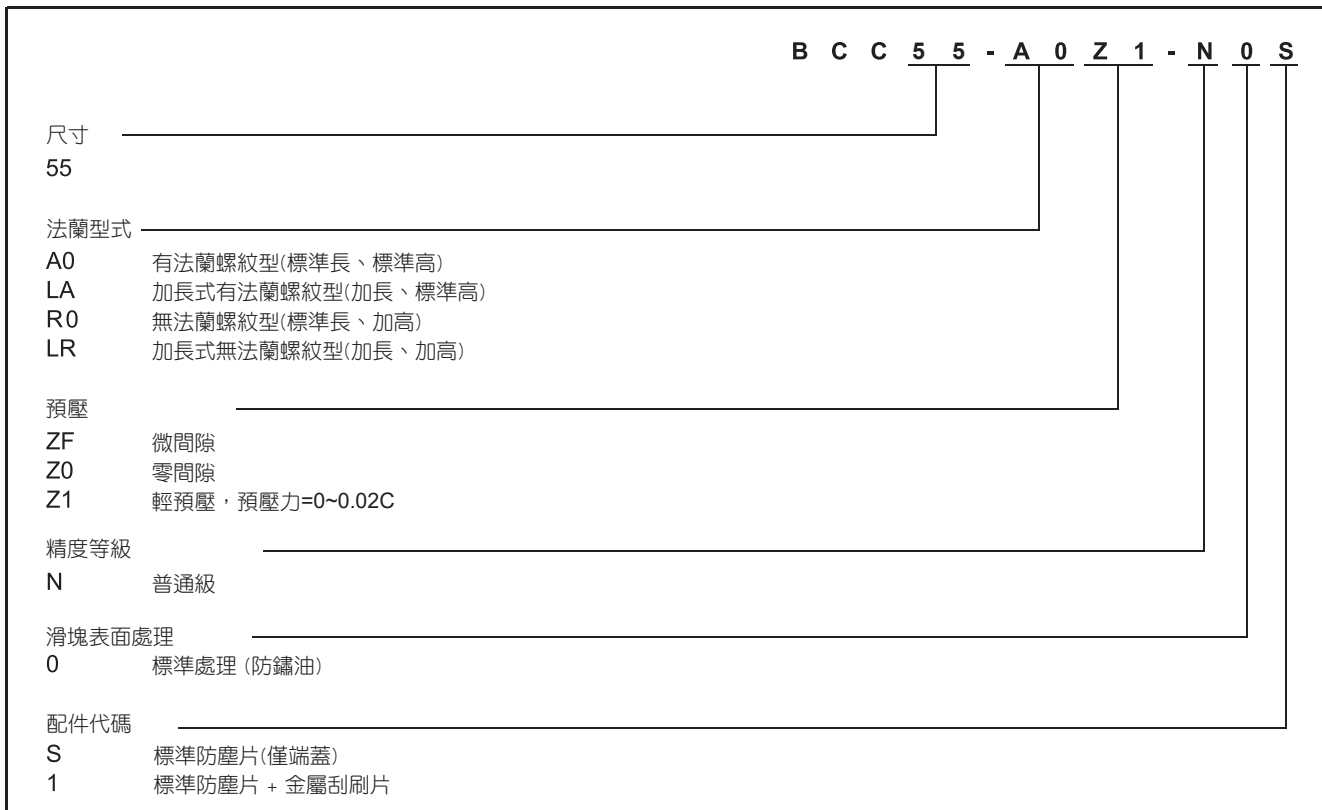 BCC55-A0Z1-N0S
尺寸
55
法蘭型式
A0 有法蘭螺紋型(標準長、標準高)
LA 加長式有法蘭螺紋型(加長、標準高)
R0 無法蘭螺紋型(標準長、加高)
LR 加長式無法蘭螺紋型(加長、加高)
預壓
ZF 微間隙
Z0 零間隙
Z1 輕預壓，預壓力=0~0.02C
精度等級
N 普通級
滑塊表面處理
0 標準處理 (防鏽油)
配件代碼
S 標準防塵片(僅端蓋)
1 標準防塵片 + 金屬刮刷片